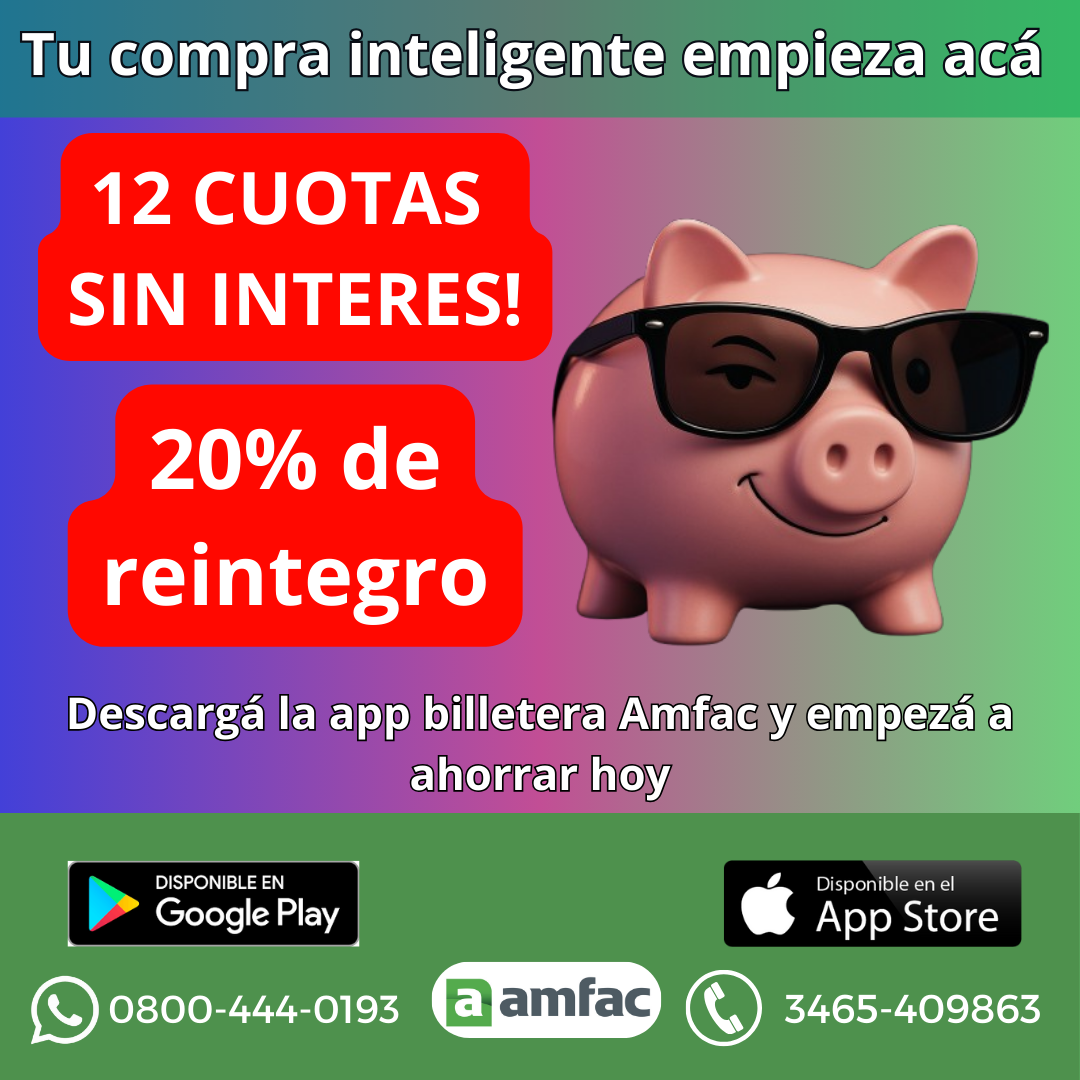 Tu compra inteligente empieza acá
12 CUOTAS
SIN INTERES!
20% de
reintegro
Descargá la app billetera Amfac y empezá a
ahorrar hoy
DISPONIBLE EN
Google Play
Disponible en el
App Store
0800-444-0193
a amfac
3465-409863